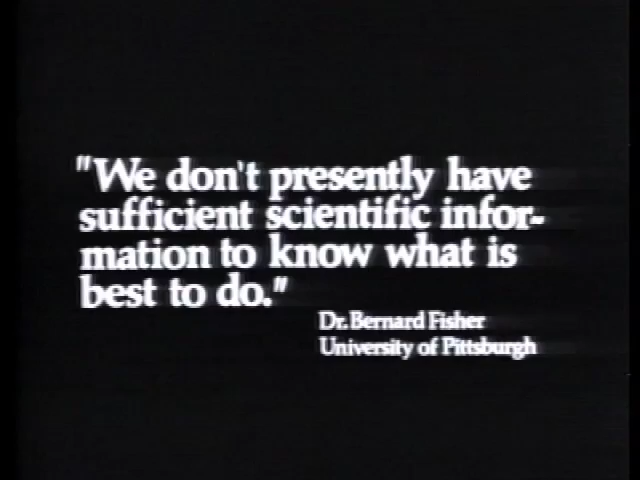 "We don't presently have
sufficient scientific infor-
mation to know what is
best to do."
Dr. Bernard Fisher
University of Pittsburgh